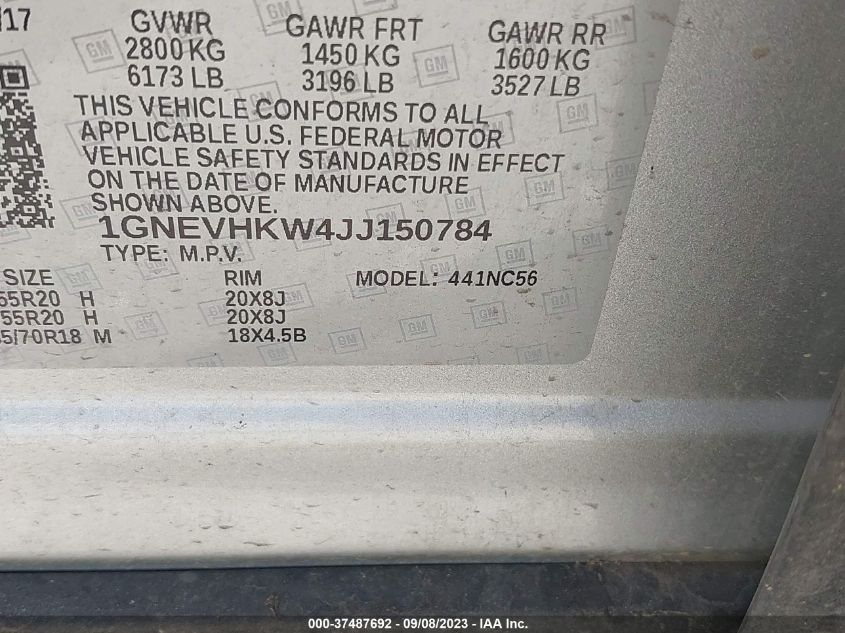 /17
GVWR GAWR FRT GAWR RR
2800 KG 1450 KG 1600 KG
6173 LB 3196 LB 3527 LB
THIS VEHICLE CONFORMS TO ALL
APPLICABLE U.S. FEDERAL MOTOR
VEHICLE SAFETY STANDARDS IN EFFECT
ON THE DATE OF MANUFACTURE
SHOWN ABOVE.
1GNEVHKW4JJ150784
TYPE: M.P.V.
SIZE RIM MODEL: 441NC56
55R20 H 20X8J
55R20 H 20X8J
5/70R18 M 18X4.5B
000-37487692 - 09/08/2023 - IAA Inc.